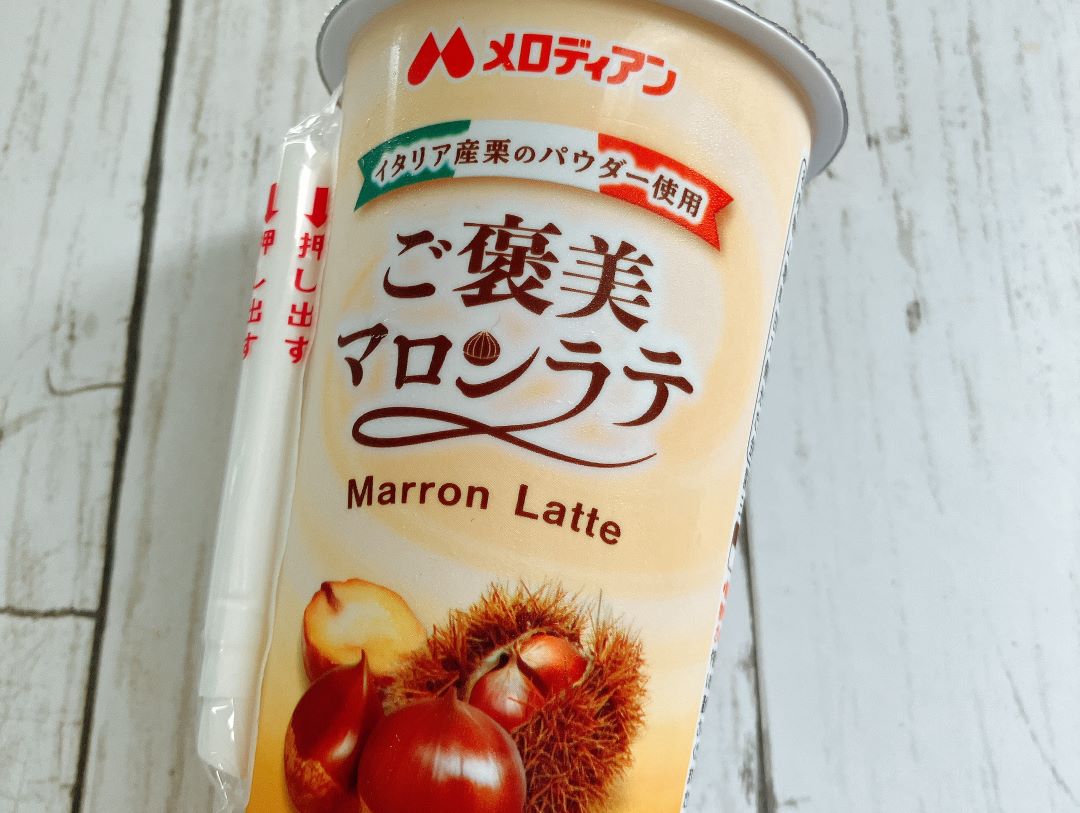 メロディアン
イタリア産栗のパウダー使用
ご褒美
マロンラテ
Marron Latte
押し出す
押し出す